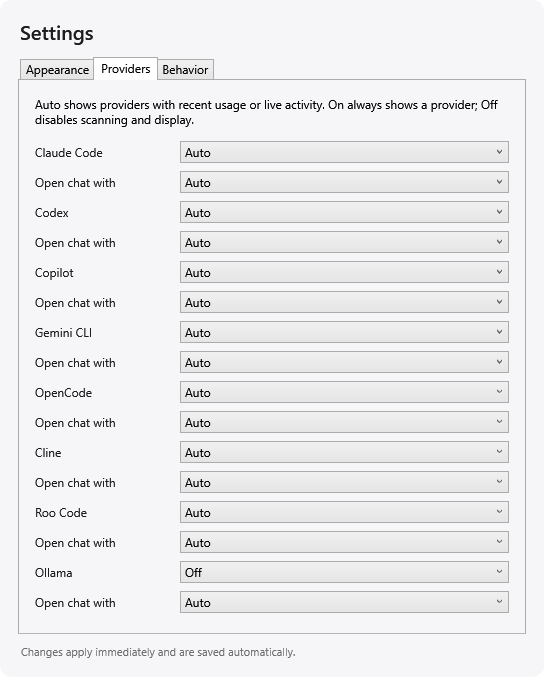 Settings
Appearance Providers Behavior
Auto shows providers with recent usage or live activity. On always shows a provider; Off
disables scanning and display.
Claude Code Auto
Open chat with Auto
Codex Auto
Open chat with Auto
Copilot Auto
Open chat with Auto
Gemini CLI Auto
Open chat with Auto
OpenCode Auto
Open chat with Auto
Cline Auto
Open chat with Auto
Roo Code Auto
Open chat with Auto
Ollama Off
Open chat with Auto
Changes apply immediately and are saved automatically.